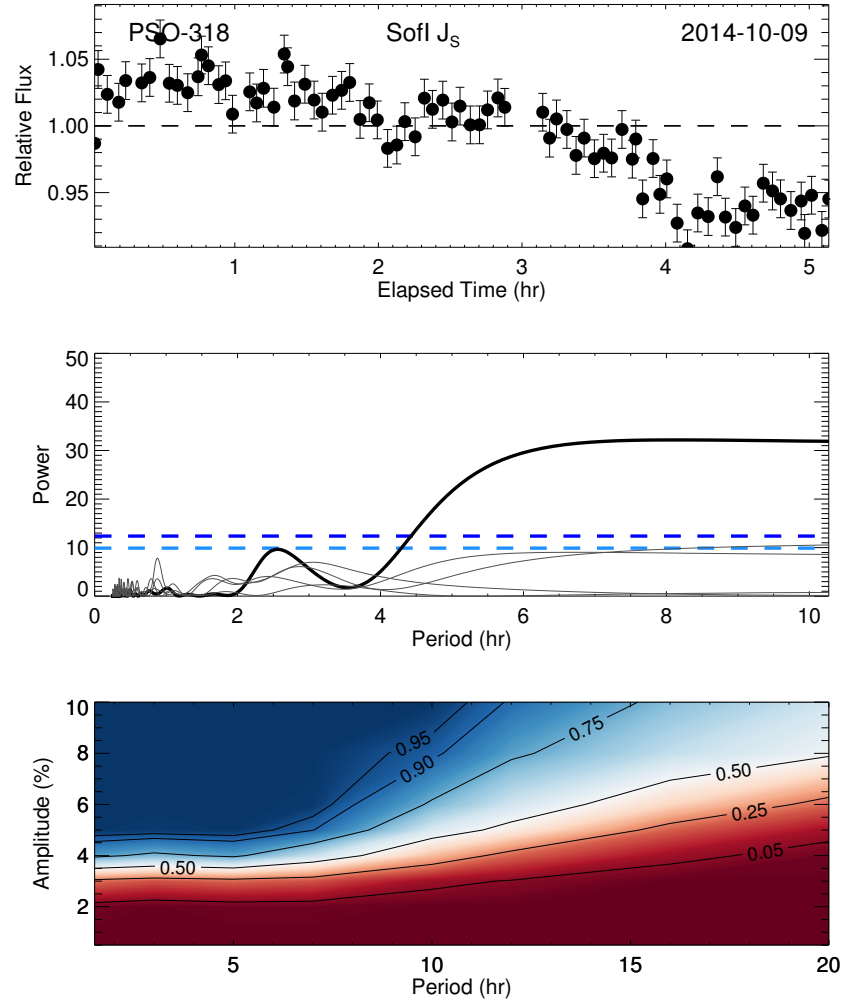 PSO-318 SofI J_S 2014-10-09
1.05
1.00
0.95
Relative Flux
1 2 3 4 5
Elapsed Time (hr)
50
40
30
20
10
0
Power
0 2 4 6 8 10
Period (hr)
10
8
6
4
2
Amplitude (%)
0.95
0.90
0.75
0.50
0.50
0.25
0.05
5 10 15 20
Period (hr)